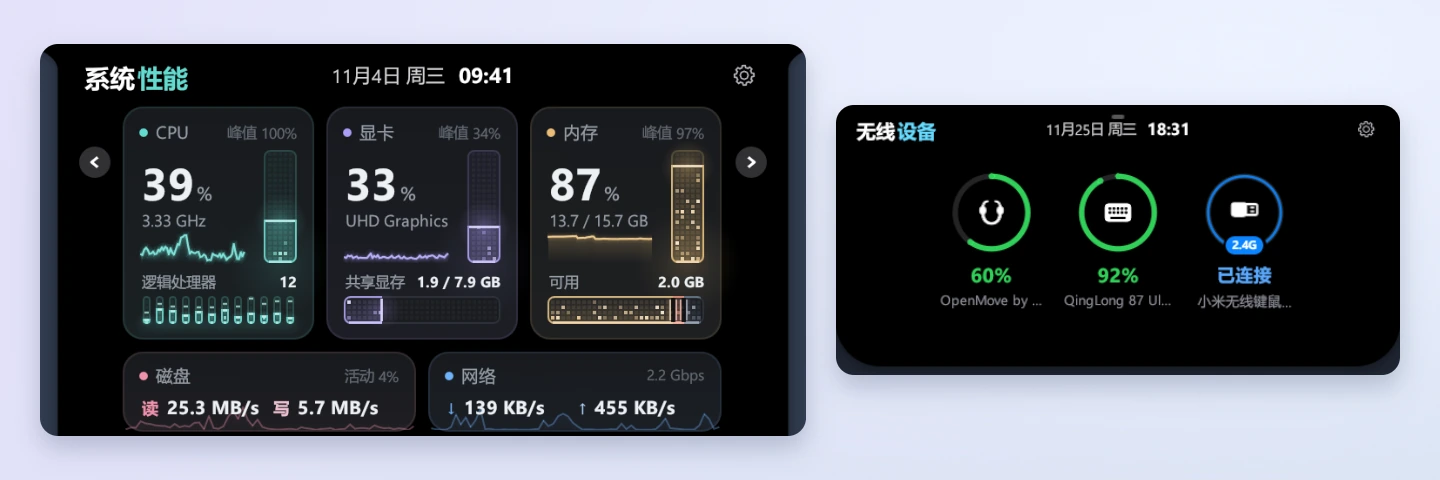 系统性能
11月4日 周三 09:41
CPU 峰值 100%
39%
3.33 GHz
逻辑处理器 12
显卡 峰值 34%
33%
UHD Graphics
共享显存 1.9 / 7.9 GB
内存 峰值 97%
87%
13.7 / 15.7 GB
可用 2.0 GB
磁盘 活动 4%
读 25.3 MB/s 写 5.7 MB/s
网络 2.2 Gbps
↓ 139 KB/s ↑ 455 KB/s
无线设备
11月25日 周三 18:31
60%
OpenMove by ...
92%
QingLong 87 Ul...
2.4G
已连接
小米无线键鼠...